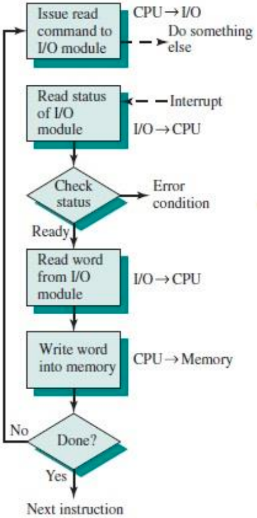 Issue read
command to
I/O module
CPU → I/O
Do something
else
Read status
of I/O
module
Interrupt
I/O → CPU
Check
status
Error
condition
Ready
Read word
from I/O
module
I/O → CPU
Write word
into memory
CPU → Memory
No
Done?
Yes
Next instruction